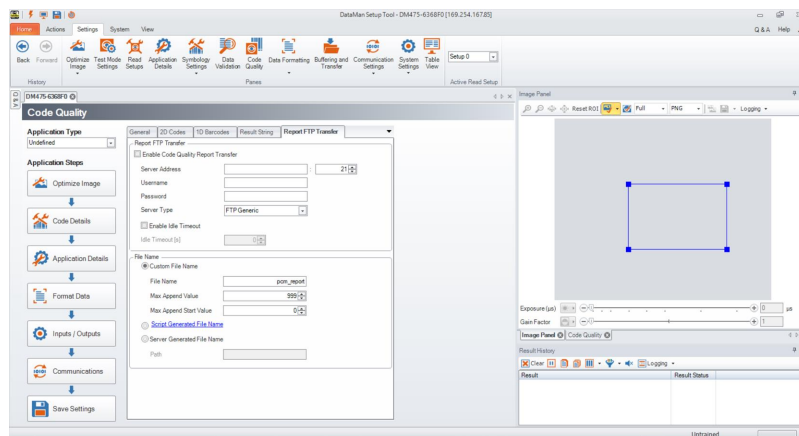 DataMan Setup Tool - DM475-6368F0 [169.254.167.85]
Home Actions Settings System View Q & A Help
Back Forward Optimize Image Test Mode Settings Read Setups Application Details Symbology Settings Data Validation Code Quality Data Formatting Buffering and Transfer Communication Settings System Settings Table View Setup 0
History Panes Active Read Setup
Q & A
DM475-6368F0
Code Quality
Application Type
Undefined
Application Steps
Optimize Image
Code Details
Application Details
Format Data
Inputs / Outputs
Communications
Save Settings
General 2D Codes 1D Barcodes Result String Report FTP Transfer
Report FTP Transfer
Enable Code Quality Report Transfer
Server Address : 21
Username
Password
Server Type FTP Generic
Enable Idle Timeout
Idle Timeout [s] 0
File Name
Custom File Name
File Name pcm_report
Max Append Value 999
Max Append Start Value 0
Script Generated File Name
Server Generated File Name
Path
Image Panel
Reset ROI Full PNG Logging
Exposure (µs) 0 µs
Gain Factor 1
Image Panel Code Quality
Result History
Clear Logging
Result Result Status
Untrained